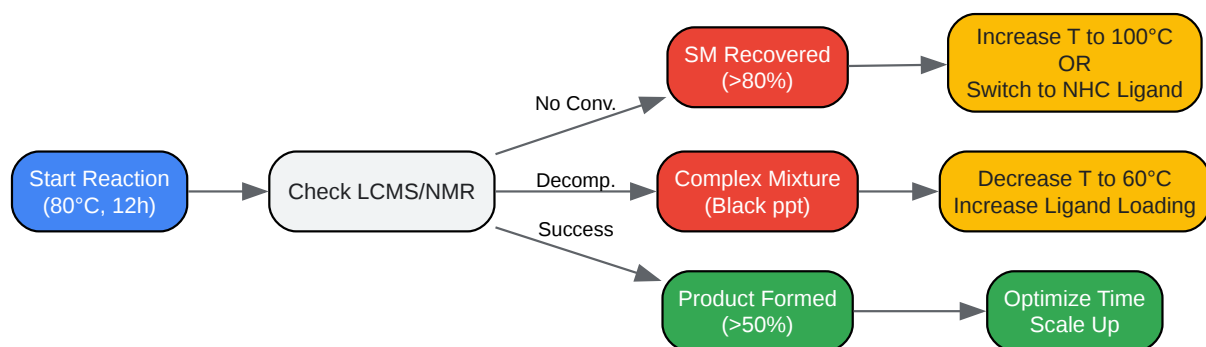 Start Reaction
(80°C, 12h)
Check LCMS/NMR
No Conv.
SM Recovered
(>80%)
Increase T to 100°C
OR
Switch to NHC Ligand
Decomp.
Complex Mixture
(Black ppt)
Decrease T to 60°C
Increase Ligand Loading
Success
Product Formed
(>50%)
Optimize Time
Scale Up